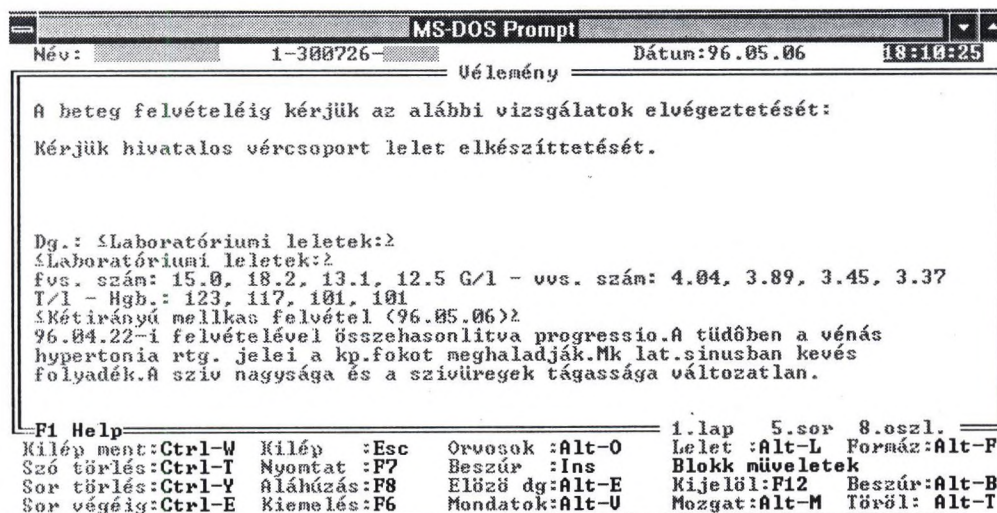 MS-DOS Prompt
Név: 1-300726- Dátum:96.05.06 18:10:25
Vélemény
A beteg felvételéig kérjük az alábbi vizsgálatok elvégeztetését:
Kérjük hivatalos vércsoport lelet elkészíttetését.
Dg.: ≤Laboratóriumi leletek:≥
≤Laboratóriumi leletek:≥
fvs. szám: 15.0, 18.2, 13.1, 12.5 G/l - vvs. szám: 4.04, 3.89, 3.45, 3.37
T/l - Hgb.: 123, 117, 101, 101
≤Kétirányú mellkas felvétel (96.05.06)≥
96.04.22-i felvételével összehasonlitva progressio.A tüdőben a vénás
hypertonia rtg. jelei a kp.fokot meghaladják.Mk lat.sinusban kevés
folyadék.A sziv nagysága és a szivüregek tágassága változatlan.
F1 Help 1.lap 5.sor 8.oszl.
Kilép ment:Ctrl-W Kilép :Esc Orvosok :Alt-O Lelet :Alt-L Formáz:Alt-F
Szó törlés:Ctrl-T Nyomtat :F7 Beszúr :Ins Blokk müveletek
Sor törlés:Ctrl-Y Aláhúzás:F8 Elözö dg:Alt-E Kijelöl:F12 Beszúr:Alt-B
Sor végéig:Ctrl-E Kiemelés:F6 Mondatok:Alt-V Mozgat:Alt-M Töröl: Alt-T